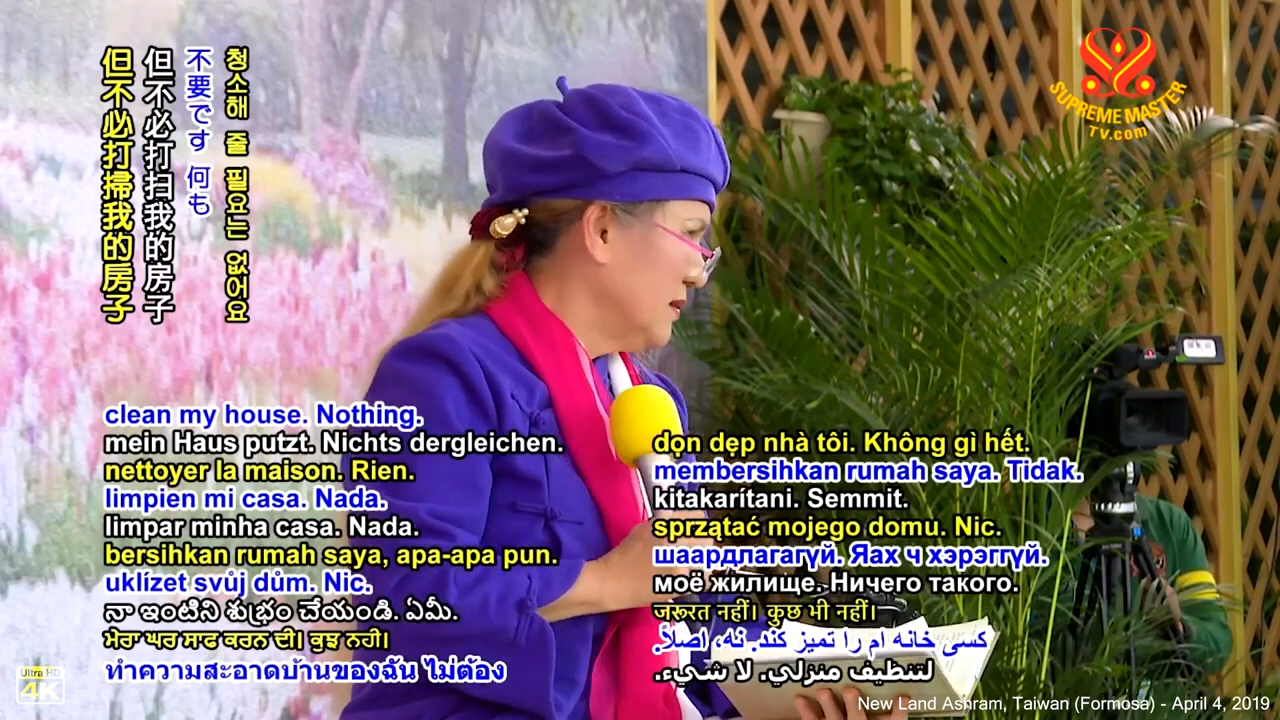 但不必打掃我的房子
但不必打扫我的房子
不要です 何も
청소해 줄 필요는 없어요
SUPREME MASTER
TV.com
clean my house. Nothing.
mein Haus putzt. Nichts dergleichen.
nettoyer la maison. Rien.
limpien mi casa. Nada.
limpar minha casa. Nada.
bersihkan rumah saya, apa-apa pun.
uklízet svůj dům. Nic.
నా ఇంటిని శుభ్రం చేయండి. ఏమీ.
ਮੇਰਾ ਘਰ ਸਾਫ ਕਰਨ ਦੀ। ਕੁਝ ਨਹੀ।
ทำความสะอาดบ้านของฉัน ไม่ต้อง
dọn dẹp nhà tôi. Không gì hết.
membersihkan rumah saya. Tidak.
kitakarítani. Semmit.
sprzątać mojego domu. Nic.
шаардлагагүй. Яах ч хэрэггүй.
моё жилище. Ничего такого.
जरूरत नहीं। कुछ भी नहीं।
کسی خانه ام را تمیز کند. نه، اصلاً.
لتنظيف منزلي. لا شيء.
Ultra HD
4K
New Land Ashram, Taiwan (Formosa) - April 4, 2019